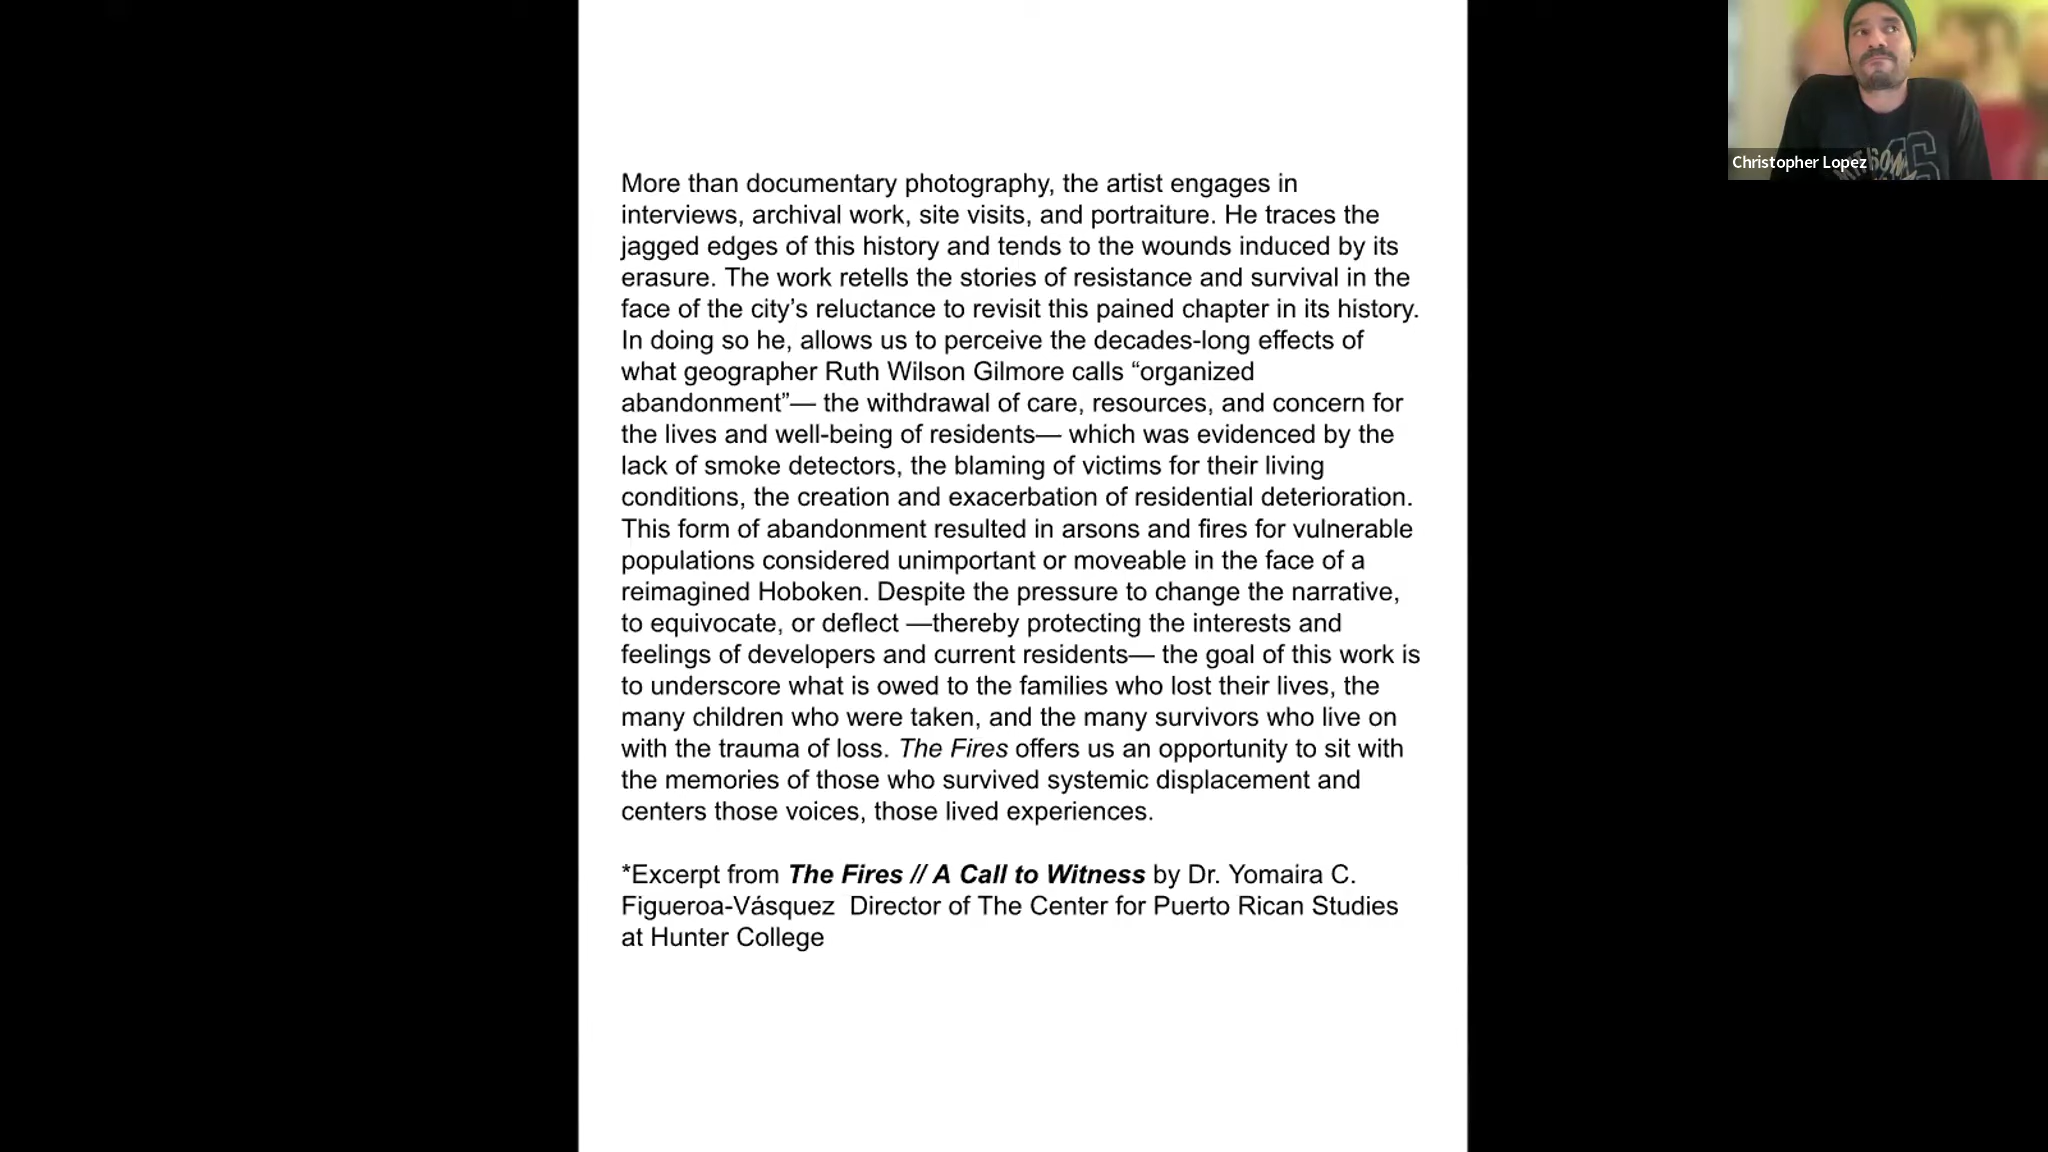 More than documentary photography, the artist engages in
interviews, archival work, site visits, and portraiture. He traces the
jagged edges of this history and tends to the wounds induced by its
erasure. The work retells the stories of resistance and survival in the
face of the city’s reluctance to revisit this pained chapter in its history.
In doing so he, allows us to perceive the decades-long effects of
what geographer Ruth Wilson Gilmore calls “organized
abandonment”— the withdrawal of care, resources, and concern for
the lives and well-being of residents— which was evidenced by the
lack of smoke detectors, the blaming of victims for their living
conditions, the creation and exacerbation of residential deterioration.
This form of abandonment resulted in arsons and fires for vulnerable
populations considered unimportant or moveable in the face of a
reimagined Hoboken. Despite the pressure to change the narrative,
to equivocate, or deflect —thereby protecting the interests and
feelings of developers and current residents— the goal of this work is
to underscore what is owed to the families who lost their lives, the
many children who were taken, and the many survivors who live on
with the trauma of loss. The Fires offers us an opportunity to sit with
the memories of those who survived systemic displacement and
centers those voices, those lived experiences.
*Excerpt from The Fires // A Call to Witness by Dr. Yomaira C.
Figueroa-Vásquez  Director of The Center for Puerto Rican Studies
at Hunter College
Christopher Lopez